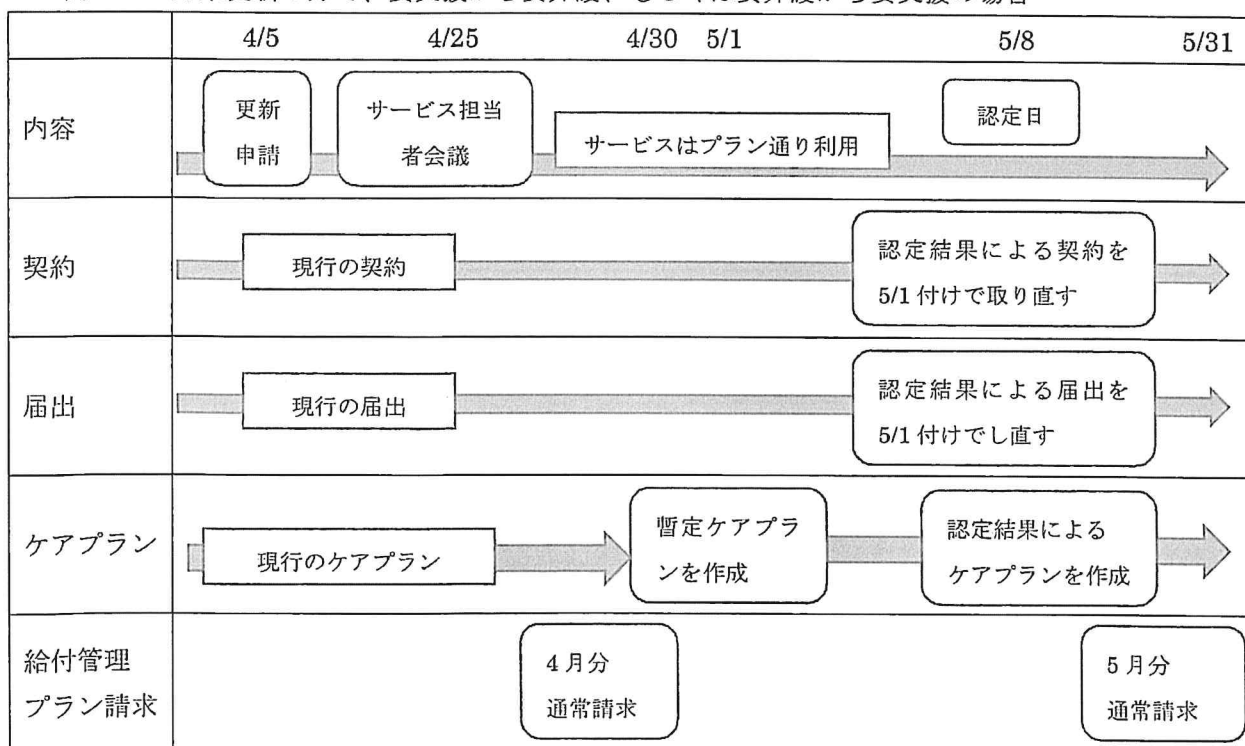 4/5 4/25 4/30 5/1 5/8 5/31
内容
更新
申請
サービス担当
者会議
サービスはプラン通り利用
認定日
契約
現行の契約
認定結果による契約を
5/1 付けで取り直す
届出
現行の届出
認定結果による届出を
5/1 付けでし直す
ケアプラン
現行のケアプラン
暫定ケアプラ
ンを作成
認定結果による
ケアプランを作成
給付管理
プラン請求
4 月分
通常請求
5 月分
通常請求